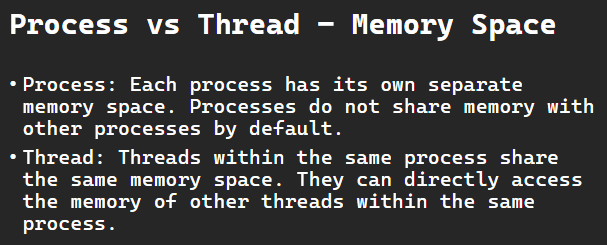 Process vs Thread – Memory Space
• Process: Each process has its own separate
memory space. Processes do not share memory with
other processes by default.
• Thread: Threads within the same process share
the same memory space. They can directly access
the memory of other threads within the same
process.